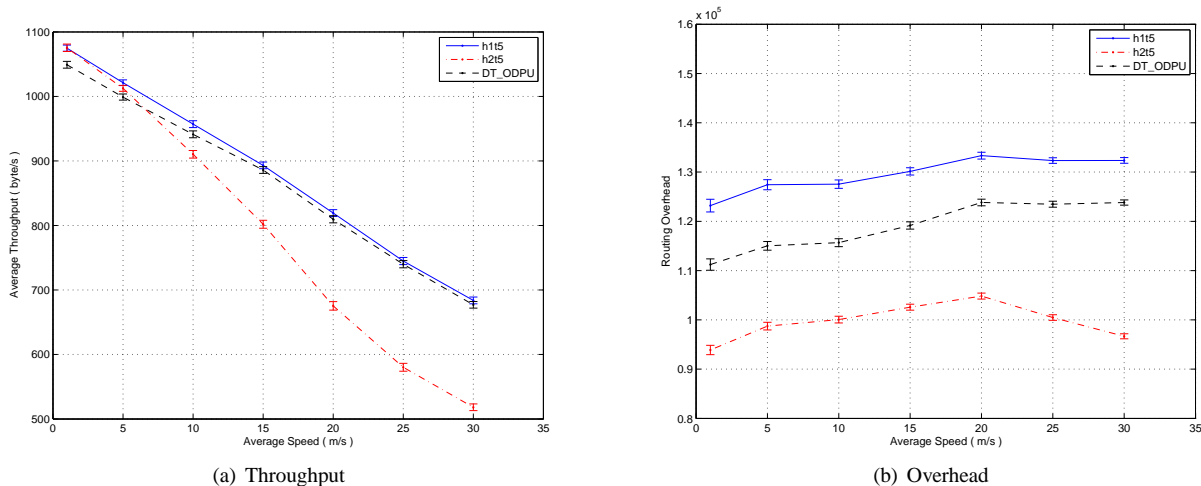 1100
1000
900
800
700
600
500
0 5 10 15 20 25 30 35
Average Throughput ( byte/s )
Average Speed ( m/s )
h1t5
h2t5
DT_ODPU
(a) Throughput
x 10^5
1.6
1.5
1.4
1.3
1.2
1.1
1
0.9
0.8
0 5 10 15 20 25 30 35
Routing Overhead
Average Speed ( m/s )
h1t5
h2t5
DT_ODPU
(b) Overhead